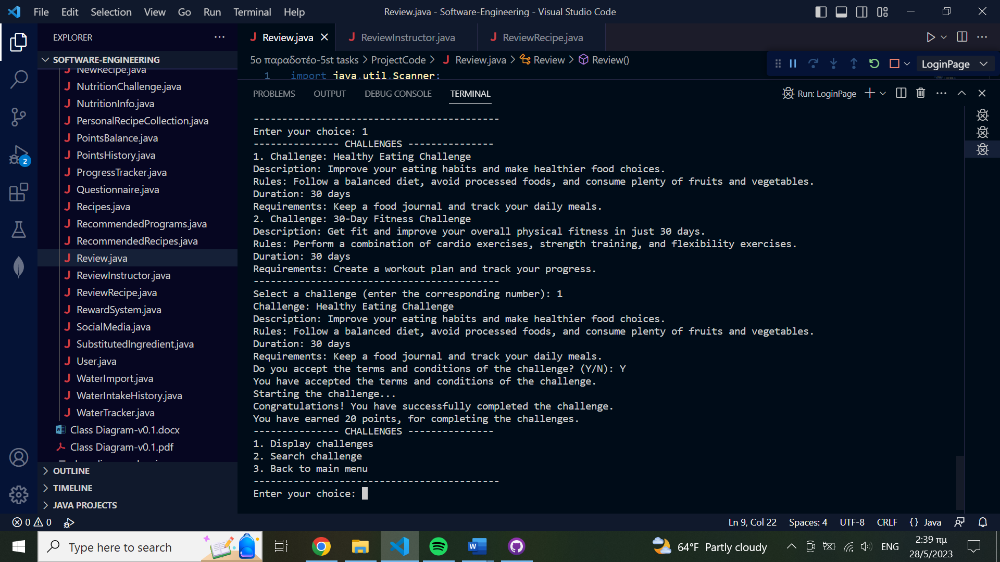 File Edit Selection View Go Run Terminal Help
Review.java - Software-Engineering - Visual Studio Code
EXPLORER
Review.java
ReviewInstructor.java
ReviewRecipe.java
SOFTWARE-ENGINEERING
5ο παραδοτέο-5st tasks > ProjectCode > Review.java > Review > Review()
LoginPage
NewRecipe.java
1 import java.util.Scanner;
NutritionChallenge.java
NutritionInfo.java
PersonalRecipeCollection.java
PointsBalance.java
PointsHistory.java
ProgressTracker.java
Questionnaire.java
Recipes.java
RecommendedPrograms.java
RecommendedRecipes.java
Review.java
ReviewInstructor.java
ReviewRecipe.java
RewardSystem.java
SocialMedia.java
SubstitutedIngredient.java
User.java
WaterImport.java
WaterIntakeHistory.java
WaterTracker.java
Class Diagram-v0.1.docx
Class Diagram-v0.1.pdf
OUTLINE
TIMELINE
JAVA PROJECTS
2
PROBLEMS OUTPUT DEBUG CONSOLE TERMINAL
Run: LoginPage
-------------------------------------------
Enter your choice: 1
--------------- CHALLENGES ---------------
1. Challenge: Healthy Eating Challenge
Description: Improve your eating habits and make healthier food choices.
Rules: Follow a balanced diet, avoid processed foods, and consume plenty of fruits and vegetables.
Duration: 30 days
Requirements: Keep a food journal and track your daily meals.
2. Challenge: 30-Day Fitness Challenge
Description: Get fit and improve your overall physical fitness in just 30 days.
Rules: Perform a combination of cardio exercises, strength training, and flexibility exercises.
Duration: 30 days
Requirements: Create a workout plan and track your progress.
-------------------------------------------
Select a challenge (enter the corresponding number): 1
Challenge: Healthy Eating Challenge
Description: Improve your eating habits and make healthier food choices.
Rules: Follow a balanced diet, avoid processed foods, and consume plenty of fruits and vegetables.
Duration: 30 days
Requirements: Keep a food journal and track your daily meals.
Do you accept the terms and conditions of the challenge? (Y/N): Y
You have accepted the terms and conditions of the challenge.
Starting the challenge...
Congratulations! You have successfully completed the challenge.
You have earned 20 points, for completing the challenges.
--------------- CHALLENGES ---------------
1. Display challenges
2. Search challenge
3. Back to main menu
-------------------------------------------
Enter your choice:
0 0
Ln 9, Col 22 Spaces: 4 UTF-8 CRLF {} Java
Type here to search
64°F Partly cloudy
ENG
2:39 πμ
28/5/2023